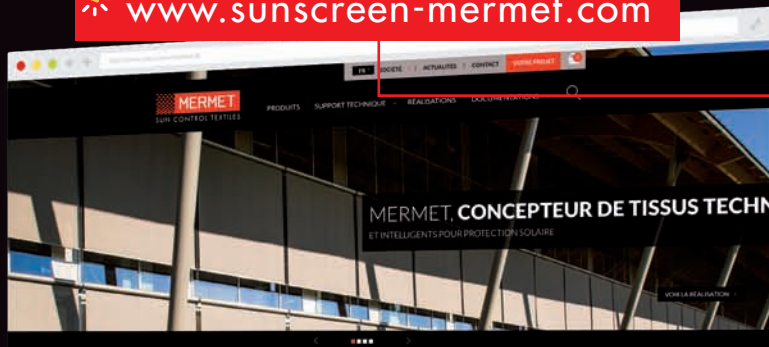 www.sunscreen-mermet.com
FR SOCIÉTÉ | ACTUALITÉS | CONTACT VOTRE PROJET
MERMET
SUN CONTROL TEXTILES
PRODUITS SUPPORT TECHNIQUE RÉALISATIONS DOCUMENTATIONS
MERMET, CONCEPTEUR DE TISSUS TECHN
ET INTELLIGENTS POUR PROTECTION SOLAIRE
VOIR LA RÉALISATION